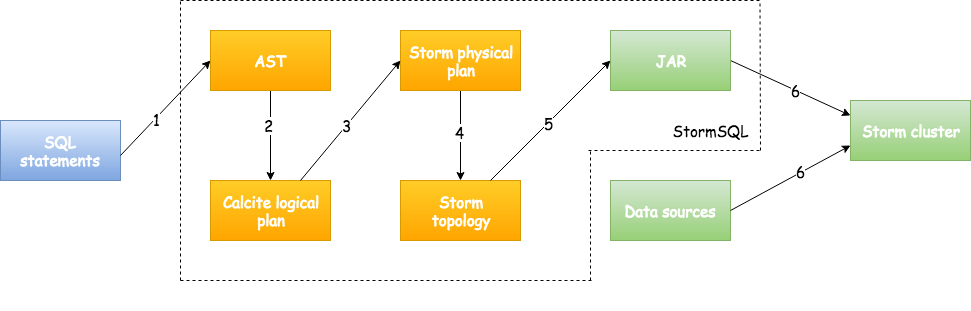 AST
Storm physical
plan
JAR
1
2
3
4
5
6
StormSQL
Storm cluster
SQL
statements
6
Calcite logical
plan
Storm
topology
Data sources